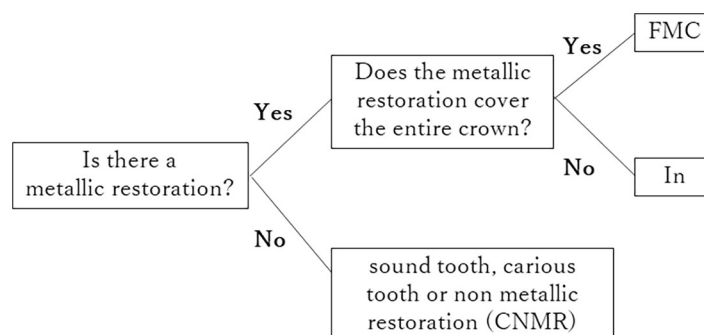 Is there a
metallic restoration?
Yes
No
Does the metallic
restoration cover
the entire crown?
Yes
No
FMC
In
sound tooth, carious
tooth or non metallic
restoration (CNMR)